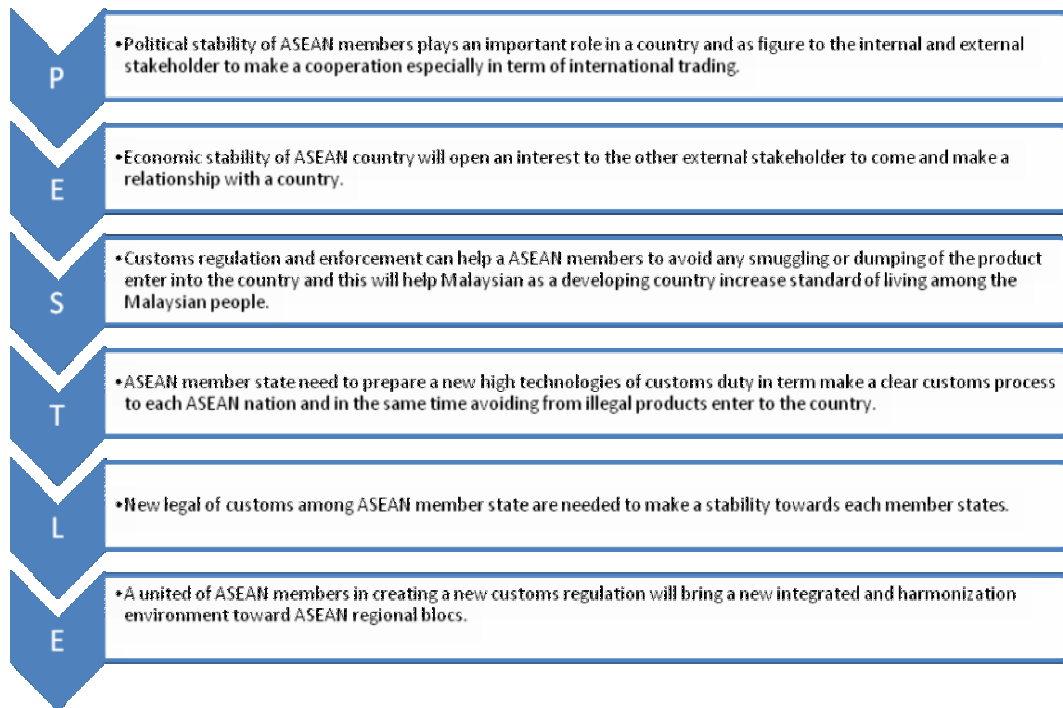 P
•Political stability of ASEAN members plays an important role in a country and as figure to the internal and external
stakeholder to make a cooperation especially in term of international trading.
E
•Economic stability of ASEAN country will open an interest to the other external stakeholder to come and make a
relationship with a country.
S
•Customs regulation and enforcement can help a ASEAN members to avoid any smuggling or dumping of the product
enter into the country and this will help Malaysian as a developing country increase standard of living among the
Malaysian people.
T
•ASEAN member state need to prepare a new high technologies of customs duty in term make a clear customs process
to each ASEAN nation and in the same time avoiding from illegal products enter to the country.
L
•New legal of customs among ASEAN member state are needed to make a stability towards each member states.
E
•A united of ASEAN members in creating a new customs regulation will bring a new integrated and harmonization
environment toward ASEAN regional blocs.